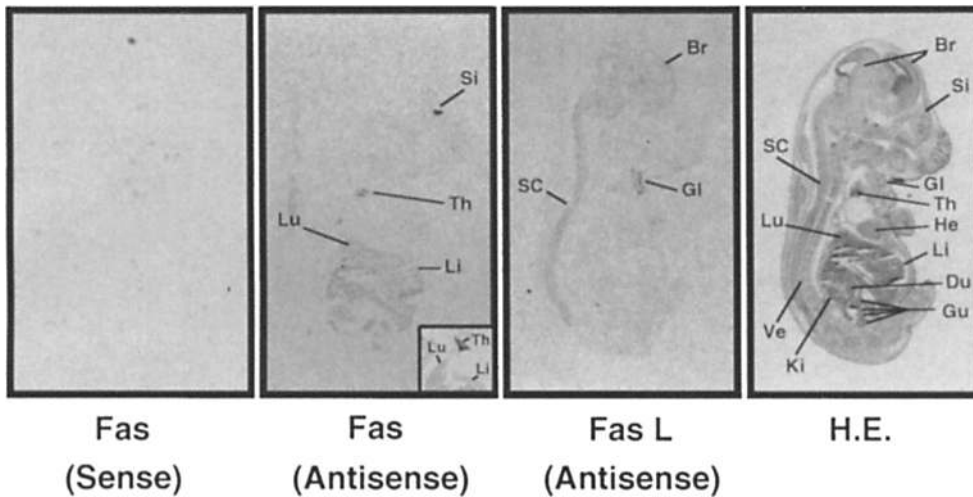 Si
Th
Lu
Li
Lu
Th
Li
Br
SC
Gl
Br
Si
SC
Gl
Th
Lu
He
Li
Du
Gu
Ve
Ki
Fas
(Sense)
Fas
(Antisense)
Fas L
(Antisense)
H.E.